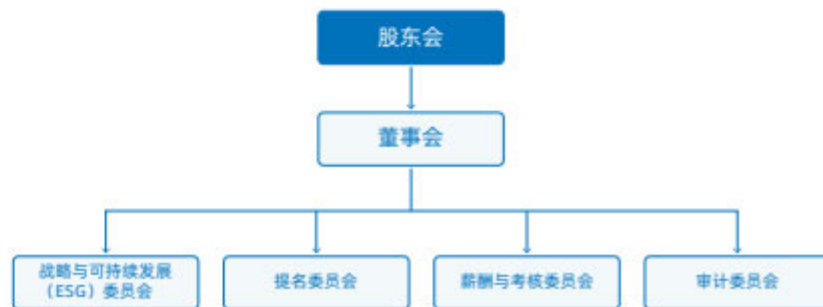 股东会
董事会
战略与可持续发展
（ESG）委员会
提名委员会
薪酬与考核委员会
审计委员会